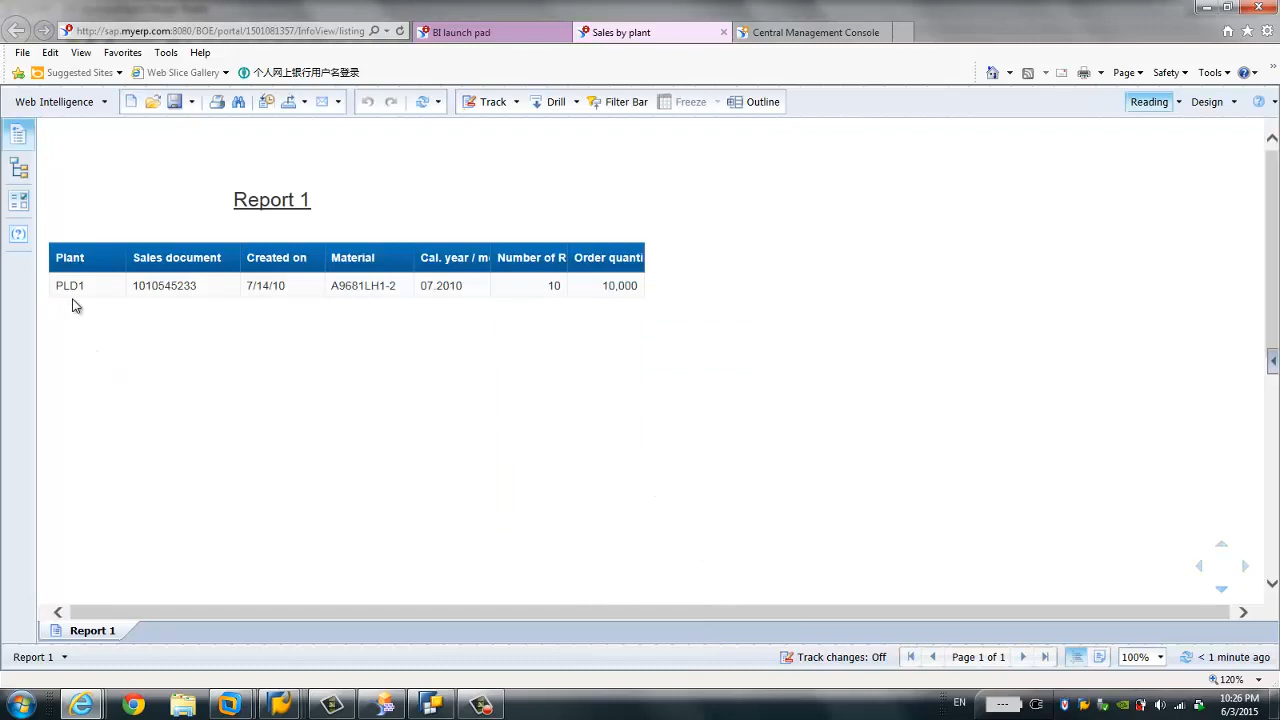 http://sap.myerp.com:8080/BOE/portal/1501081357/InfoView/listing
BI launch pad
Sales by plant
Central Management Console
File Edit View Favorites Tools Help
Suggested Sites
Web Slice Gallery
个人网上银行用户名登录
Page Safety Tools
Web Intelligence
Track
Drill
Filter Bar
Freeze
Outline
Reading
Design
Report 1
Plant Sales document Created on Material Cal. year / m Number of R Order quanti
PLD1 1010545233 7/14/10 A9681LH1-2 07.2010 10 10,000
Report 1
Report 1
Track changes: Off
Page 1 of 1
100%
< 1 minute ago
120%
EN
10:26 PM
6/3/2015